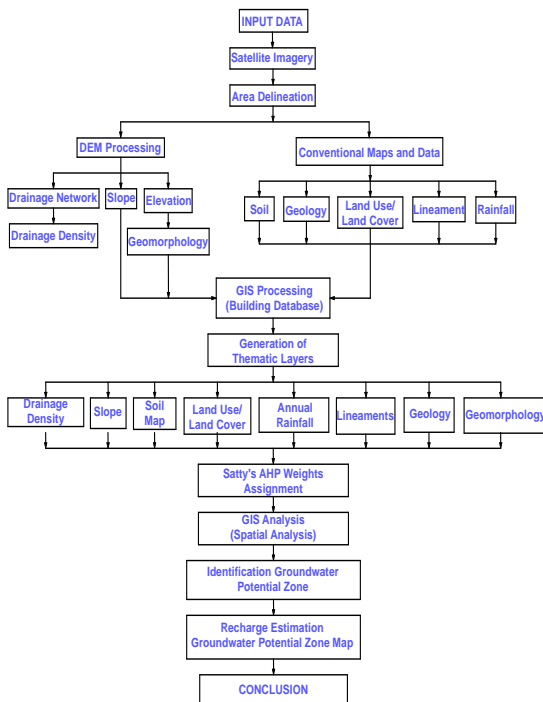 INPUT DATA
Satellite Imagery
Area Delineation
DEM Processing
Conventional Maps and Data
Drainage Network
Slope
Elevation
Soil
Geology
Land Use/
Land Cover
Lineament
Rainfall
Drainage Density
Geomorphology
GIS Processing
(Building Database)
Generation of
Thematic Layers
Drainage
Density
Slope
Soil
Map
Land Use/
Land Cover
Annual
Rainfall
Lineaments
Geology
Geomorphology
Satty's AHP Weights
Assignment
GIS Analysis
(Spatial Analysis)
Identification Groundwater
Potential Zone
Recharge Estimation
Groundwater Potential Zone Map
CONCLUSION